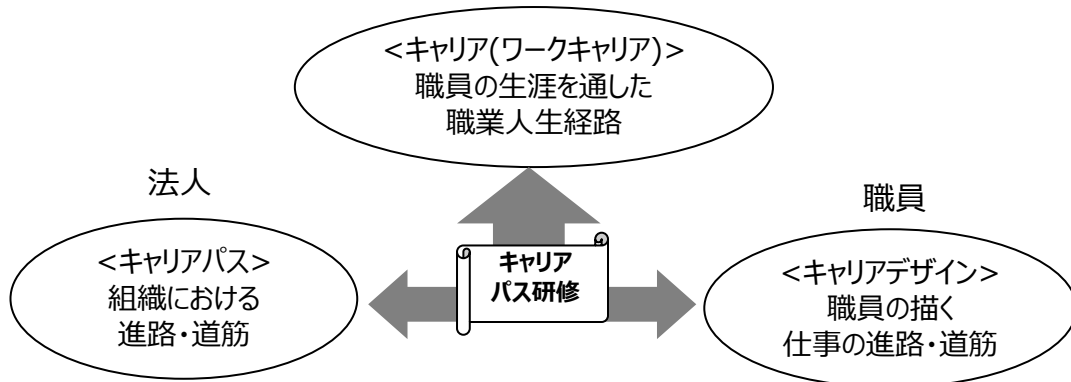 <キャリア(ワークキャリア)>
職員の生涯を通した
職業人生経路
法人
職員
<キャリアパス>
組織における
進路・道筋
キャリア
パス研修
<キャリアデザイン>
職員の描く
仕事の進路・道筋